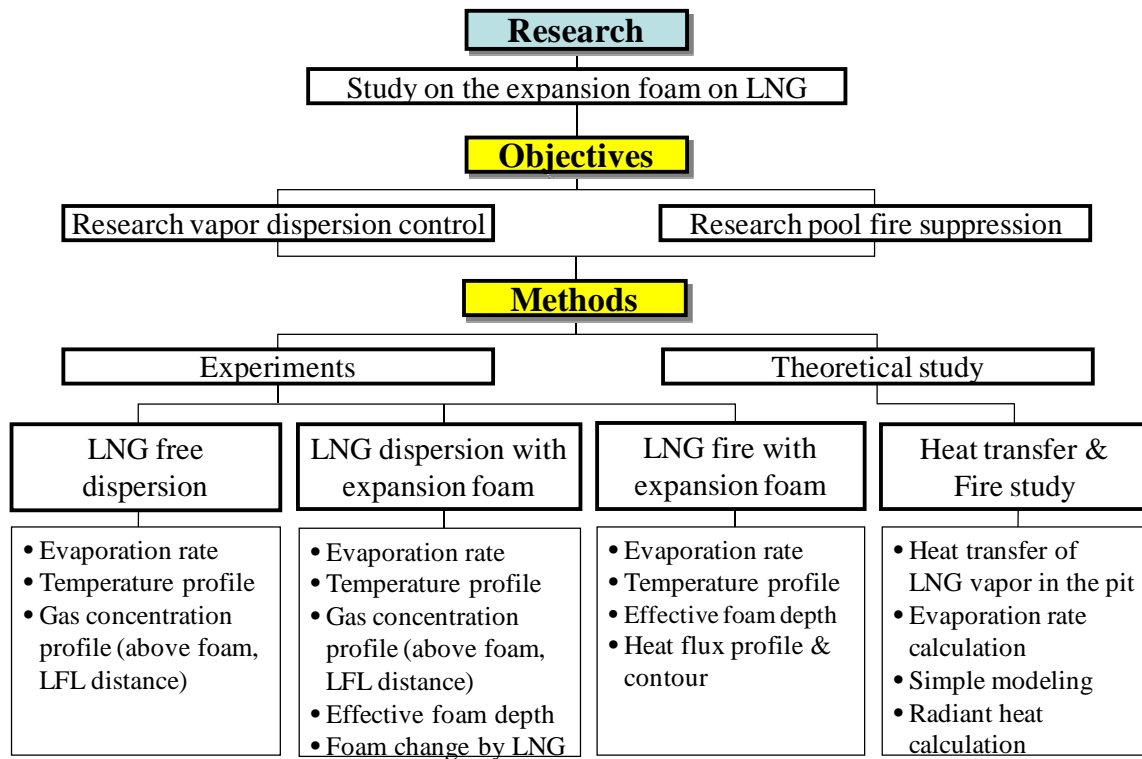 Research
Study on the expansion foam on LNG
Objectives
Research vapor dispersion control
Research pool fire suppression
Methods
Experiments
Theoretical study
LNG free
dispersion
LNG dispersion with
expansion foam
LNG fire with
expansion foam
Heat transfer &
Fire study
• Evaporation rate
• Temperature profile
• Gas concentration
profile (above foam,
LFL distance)
• Evaporation rate
• Temperature profile
• Gas concentration
profile (above foam,
LFL distance)
• Effective foam depth
• Foam change by LNG
• Evaporation rate
• Temperature profile
• Effective foam depth
• Heat flux profile &
contour
• Heat transfer of
LNG vapor in the pit
• Evaporation rate
calculation
• Simple modeling
• Radiant heat
calculation